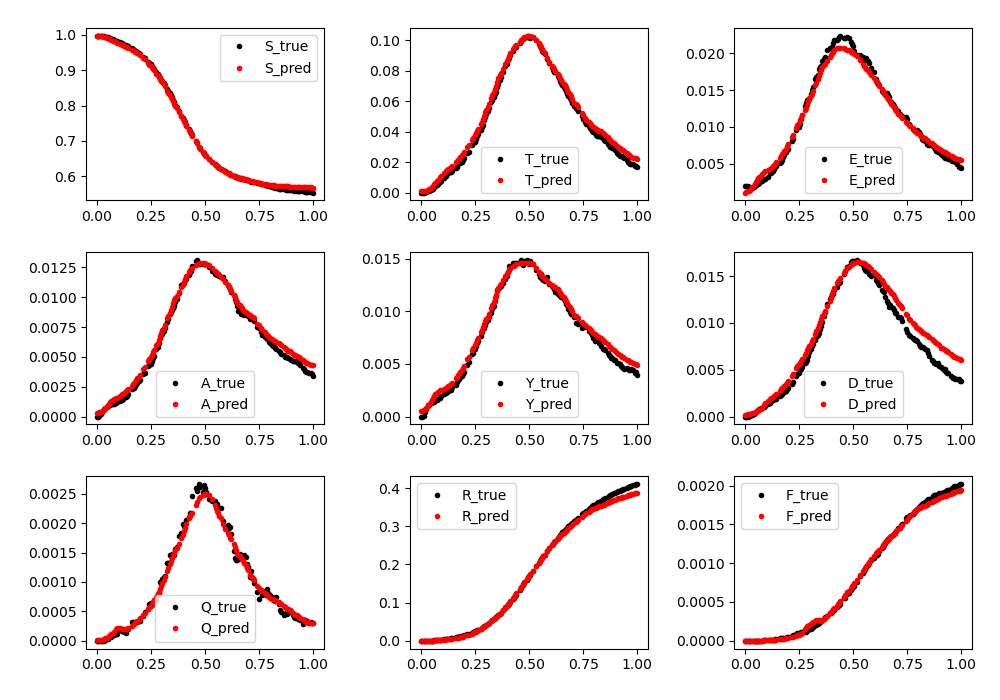 1.0
0.9
0.8
0.7
0.6
S_true
S_pred
0.00 0.25 0.50 0.75 1.00
0.10
0.08
0.06
0.04
0.02
0.00
T_true
T_pred
0.00 0.25 0.50 0.75 1.00
0.020
0.015
0.010
0.005
E_true
E_pred
0.00 0.25 0.50 0.75 1.00
0.0125
0.0100
0.0075
0.0050
0.0025
0.0000
A_true
A_pred
0.00 0.25 0.50 0.75 1.00
0.015
0.010
0.005
0.000
Y_true
Y_pred
0.00 0.25 0.50 0.75 1.00
0.015
0.010
0.005
0.000
D_true
D_pred
0.00 0.25 0.50 0.75 1.00
0.0025
0.0020
0.0015
0.0010
0.0005
0.0000
Q_true
Q_pred
0.00 0.25 0.50 0.75 1.00
0.4
0.3
0.2
0.1
0.0
R_true
R_pred
0.00 0.25 0.50 0.75 1.00
0.0020
0.0015
0.0010
0.0005
0.0000
F_true
F_pred
0.00 0.25 0.50 0.75 1.00